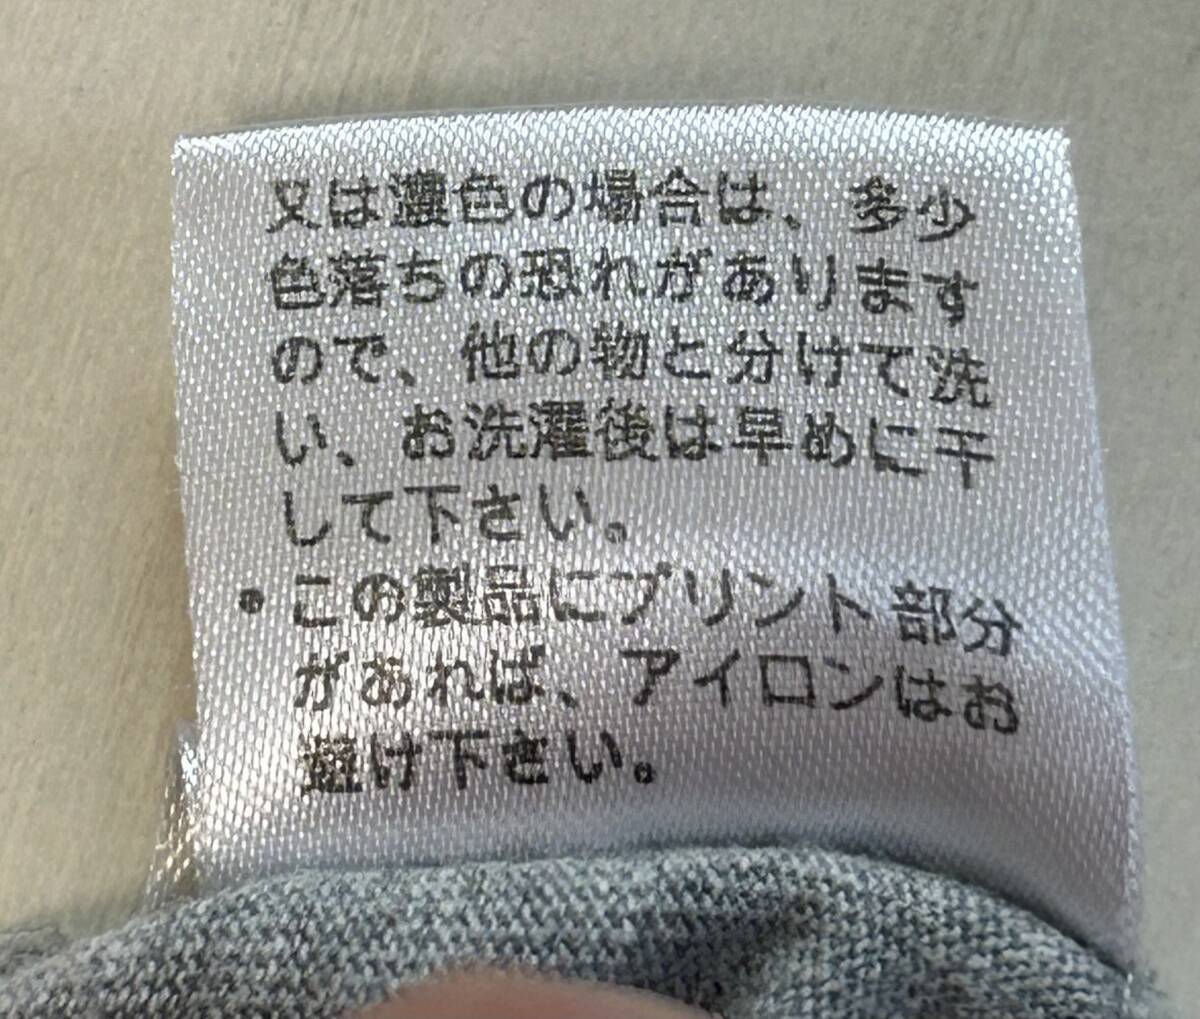 又は濃色の場合は、多少
色落ちの恐れがあります
ので、他の物と分けて洗
い、お洗濯後は早めに干
して下さい。
・この製品にプリント部分
があれば、アイロンはお
避け下さい。